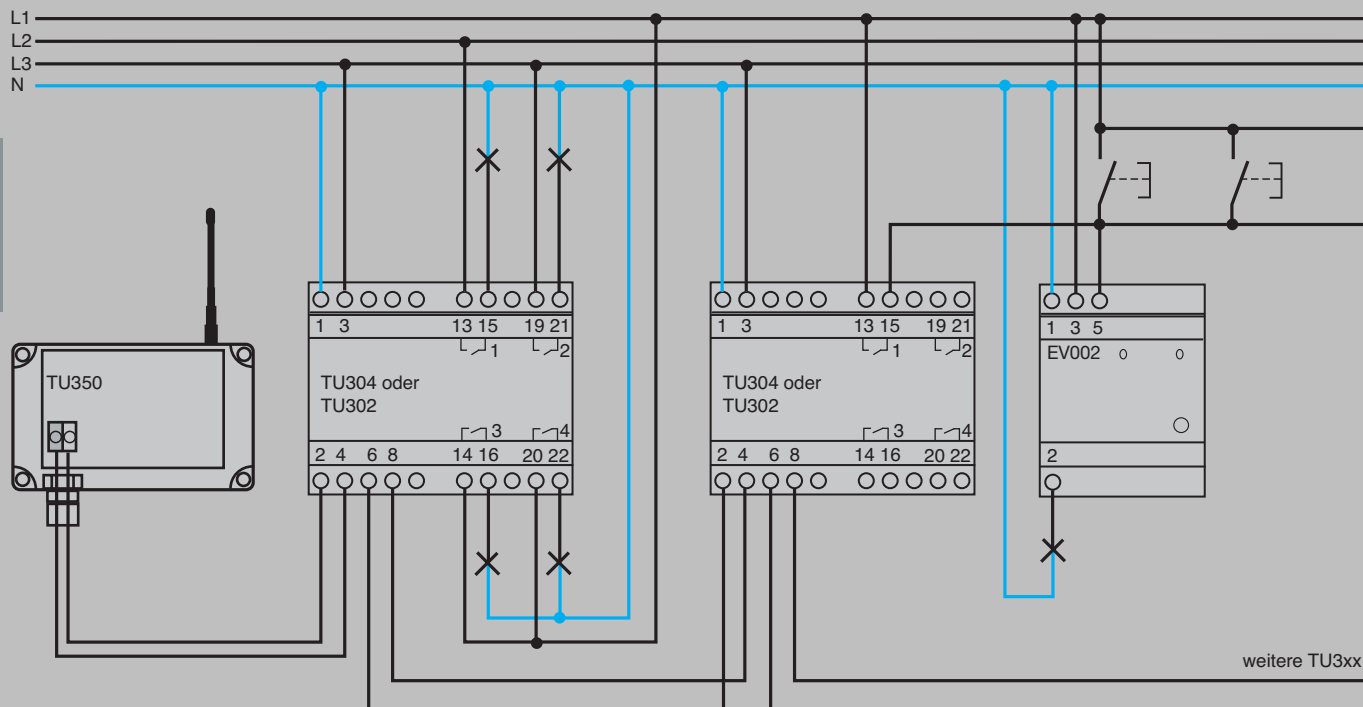 L1
L2
L3
N
1 3 13 15 19 21
1 2
TU304 oder
TU302
3 4
2 4 6 8 14 16 20 22
1 3 13 15 19 21
1 2
TU304 oder
TU302
3 4
2 4 6 8 14 16 20 22
1 3 5
EV002
2
TU350
weitere TU3xx